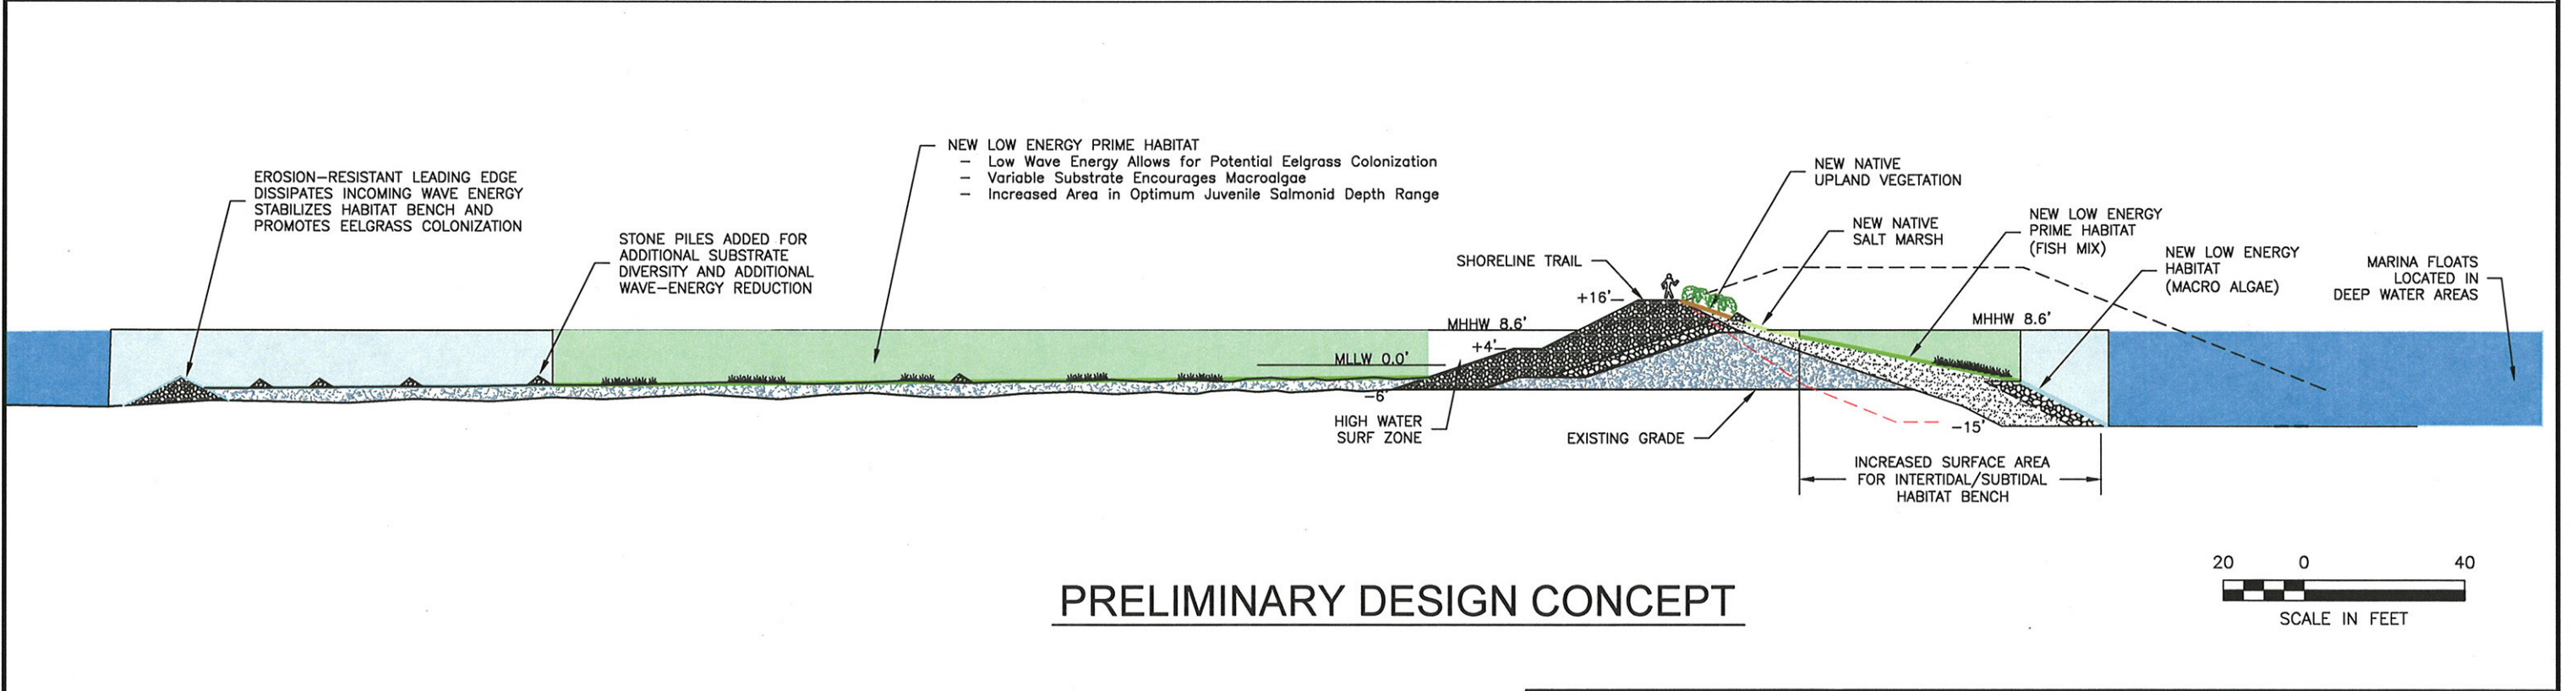 EROSION-RESISTANT LEADING EDGE
DISSIPATES INCOMING WAVE ENERGY
STABILIZES HABITAT BENCH AND
PROMOTES EELGRASS COLONIZATION
STONE PILES ADDED FOR
ADDITIONAL SUBSTRATE
DIVERSITY AND ADDITIONAL
WAVE-ENERGY REDUCTION
NEW LOW ENERGY PRIME HABITAT
- Low Wave Energy Allows for Potential Eelgrass Colonization
- Variable Substrate Encourages Macroalgae
- Increased Area in Optimum Juvenile Salmonid Depth Range
SHORELINE TRAIL
+16'
MHHW 8.6'
+4'
MLLW 0.0'
-6'
HIGH WATER
SURF ZONE
EXISTING GRADE
NEW NATIVE
UPLAND VEGETATION
NEW NATIVE
SALT MARSH
NEW LOW ENERGY
PRIME HABITAT
(FISH MIX)
NEW LOW ENERGY
HABITAT
(MACRO ALGAE)
MARINA FLOATS
LOCATED IN
DEEP WATER AREAS
MHHW 8.6'
-15'
INCREASED SURFACE AREA
FOR INTERTIDAL/SUBTIDAL
HABITAT BENCH
PRELIMINARY DESIGN CONCEPT
20 0 40
SCALE IN FEET